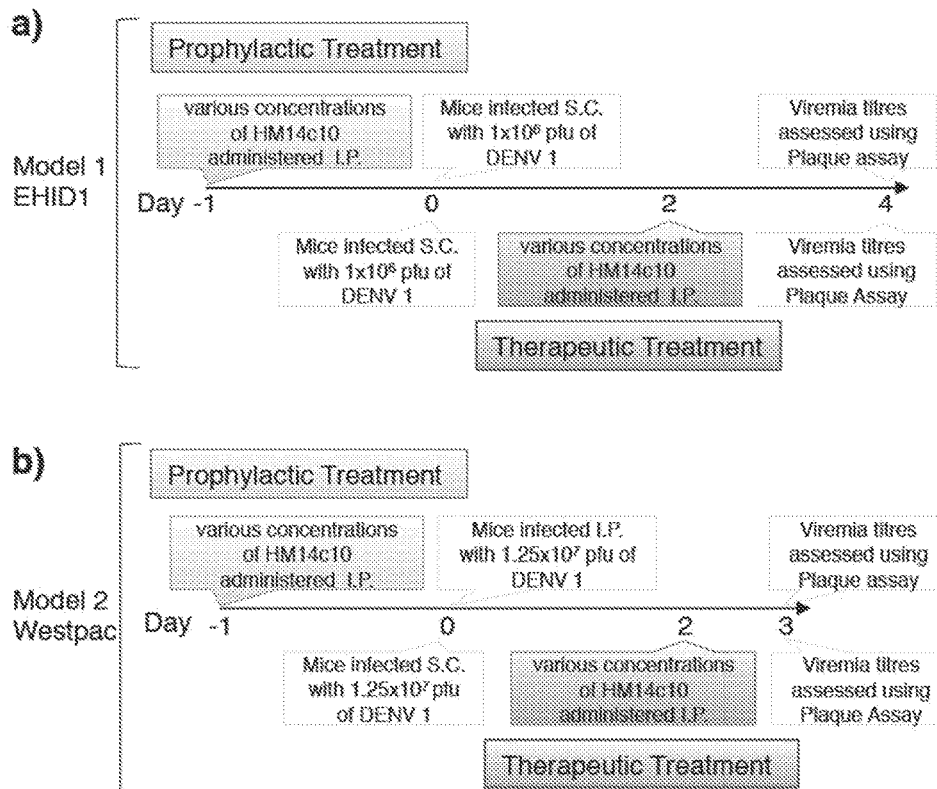 a)
Prophylactic Treatment
various concentrations
of HM14c10
administered I.P.
Mice infected S.C.
with 1x10⁶ pfu of
DENV 1
Viremia titres
assessed using
Plaque assay
Model 1
EHID1
Day -1 0 2 4
Mice infected S.C.
with 1x10⁶ pfu of
DENV 1
various concentrations
of HM14c10
administered I.P.
Viremia titres
assessed using
Plaque Assay
Therapeutic Treatment
b)
Prophylactic Treatment
various concentrations
of HM14c10
administered I.P.
Mice infected I.P.
with 1.25x10⁷ pfu of
DENV 1
Viremia titres
assessed using
Plaque assay
Model 2
Westpac
Day -1 0 2 3
Mice infected S.C.
with 1.25x10⁷ pfu
of DENV 1
various concentrations
of HM14c10
administered I.P.
Viremia titres
assessed using
Plaque Assay
Therapeutic Treatment